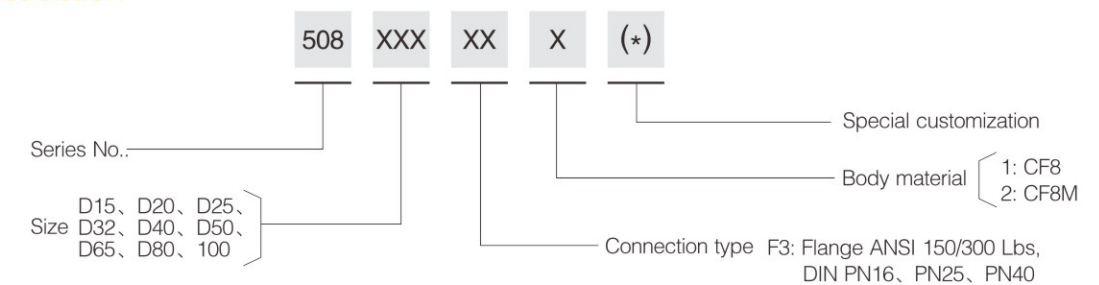 508 XXX XX X (*)
Special customization
Series No..
Body material 1: CF8
2: CF8M
D15、D20、D25、
Size D32、D40、D50、
D65、D80、100
Connection type F3: Flange ANSI 150/300 Lbs,
DIN PN16、PN25、PN40